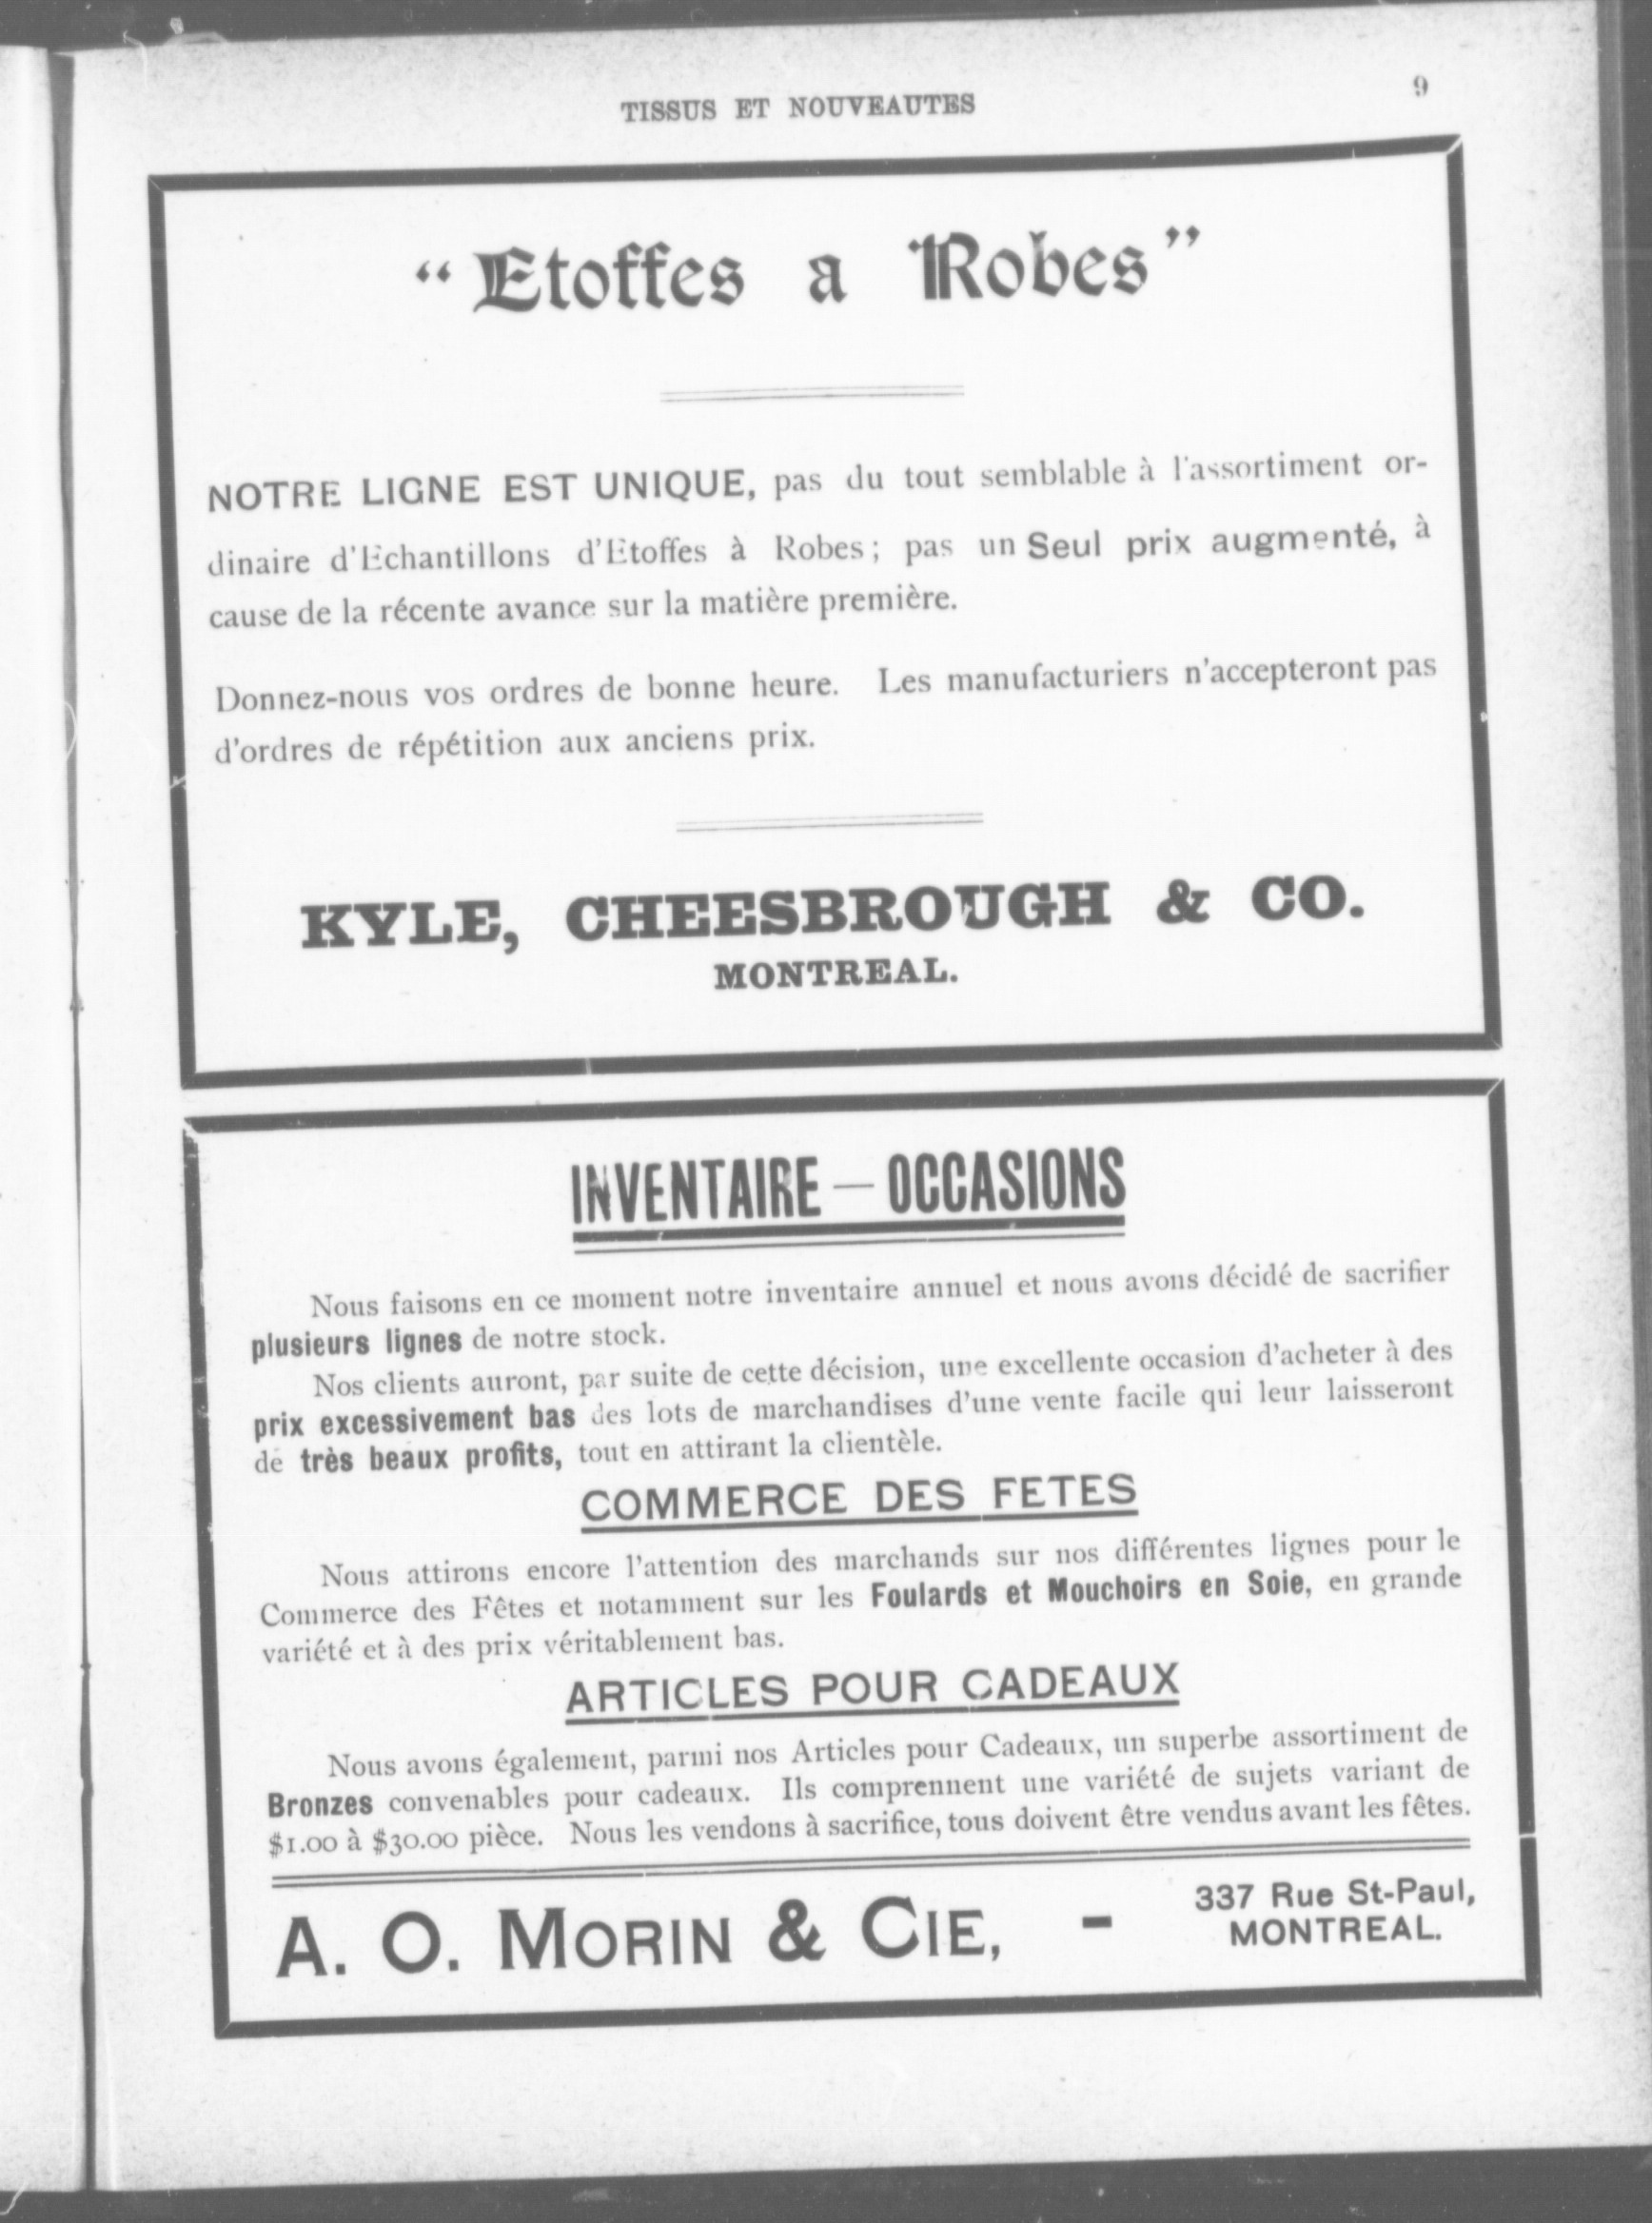 TISSUS ET NOUVEAUTES
9
"Etoffes a Robes"
NOTRE LIGNE EST UNIQUE, pas du tout semblable à l'assortiment or-
dinaire d'Echantillons d'Etoffes à Robes; pas un Seul prix augmenté, à
cause de la récente avance sur la matière première.
Donnez-nous vos ordres de bonne heure. Les manufacturiers n'accepteront pas
d'ordres de répétition aux anciens prix.
KYLE, CHEESBROUGH & CO.
MONTREAL.
INVENTAIRE — OCCASIONS
Nous faisons en ce moment notre inventaire annuel et nous avons décidé de sacrifier
plusieurs lignes de notre stock.
Nos clients auront, par suite de cette décision, une excellente occasion d'acheter à des
prix excessivement bas des lots de marchandises d'une vente facile qui leur laisseront
de très beaux profits, tout en attirant la clientèle.
COMMERCE DES FETES
Nous attirons encore l'attention des marchands sur nos différentes lignes pour le
Commerce des Fêtes et notamment sur les Foulards et Mouchoirs en Soie, en grande
variété et à des prix véritablement bas.
ARTICLES POUR CADEAUX
Nous avons également, parmi nos Articles pour Cadeaux, un superbe assortiment de
Bronzes convenables pour cadeaux. Ils comprennent une variété de sujets variant de
$1.00 à $30.00 pièce. Nous les vendons à sacrifice, tous doivent être vendus avant les fêtes.
A. O. MORIN & CIE, - 337 Rue St-Paul,
MONTREAL.